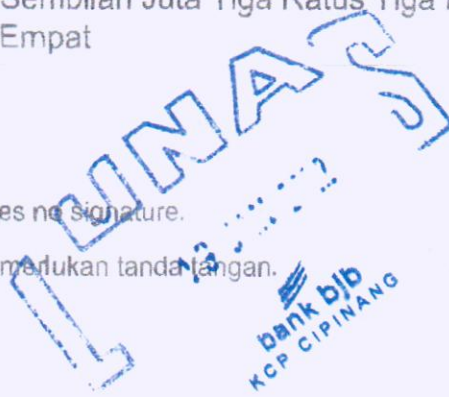 Sembilan Juta Tiga Ratus Tiga
Empat
LUNAS
es no signature.
merlukan tanda tangan.
bank bjb
KCP CIPINANG